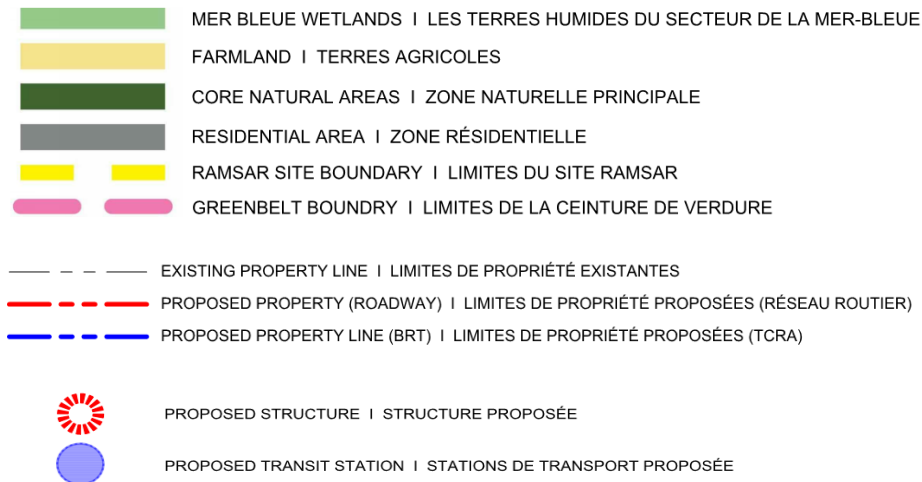 MER BLEUE WETLANDS I LES TERRES HUMIDES DU SECTEUR DE LA MER-BLEUE
FARMLAND I TERRES AGRICOLES
CORE NATURAL AREAS I ZONE NATURELLE PRINCIPALE
RESIDENTIAL AREA I ZONE RÉSIDENTIELLE
RAMSAR SITE BOUNDARY I LIMITES DU SITE RAMSAR
GREENBELT BOUNDRY I LIMITES DE LA CEINTURE DE VERDURE
EXISTING PROPERTY LINE I LIMITES DE PROPRIÉTÉ EXISTANTES
PROPOSED PROPERTY (ROADWAY) I LIMITES DE PROPRIÉTÉ PROPOSÉES (RÉSEAU ROUTIER)
PROPOSED PROPERTY LINE (BRT) I LIMITES DE PROPRIÉTÉ PROPOSÉES (TCRA)
PROPOSED STRUCTURE I STRUCTURE PROPOSÉE
PROPOSED TRANSIT STATION I STATIONS DE TRANSPORT PROPOSÉE